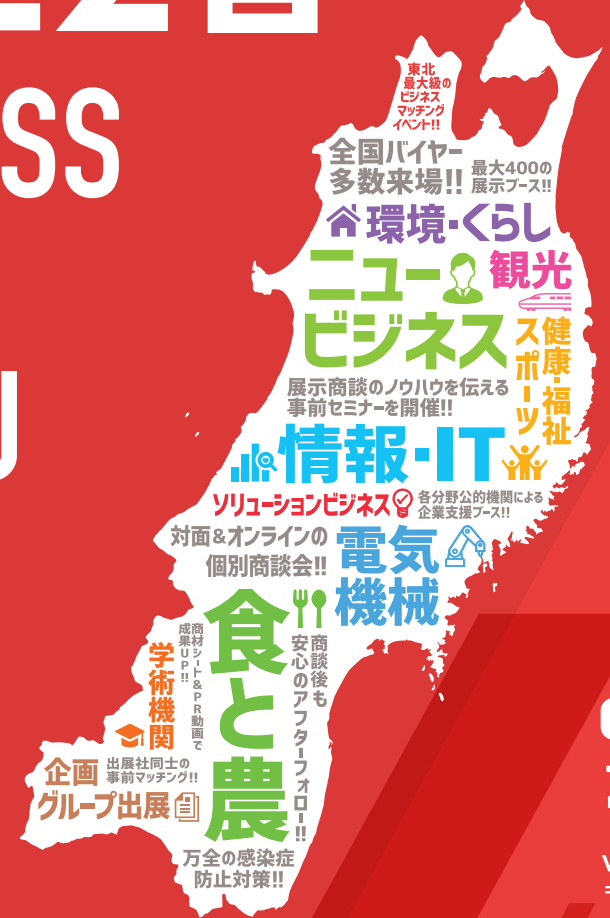 SS
東北
最大級の
ビジネス
マッチング
イベント!!
全国バイヤー
多数来場!!
最大400の
展示ブース!!
環境・くらし
ニュー
ビジネス
観光
健康・福祉
スポーツ
展示商談のノウハウを伝える
事前セミナーを開催!!
情報・IT
ソリューションビジネス
各分野公的機関による
企業支援ブース!!
対面&オンラインの
個別商談会!!
電気
機械
食と農
商談後も
安心のアフターフォロー!!
商材シート&PR動画で
成果UP!!
学術機関
企画
グループ出展
出展社同士の
事前マッチング!!
万全の感染症
防止対策!!